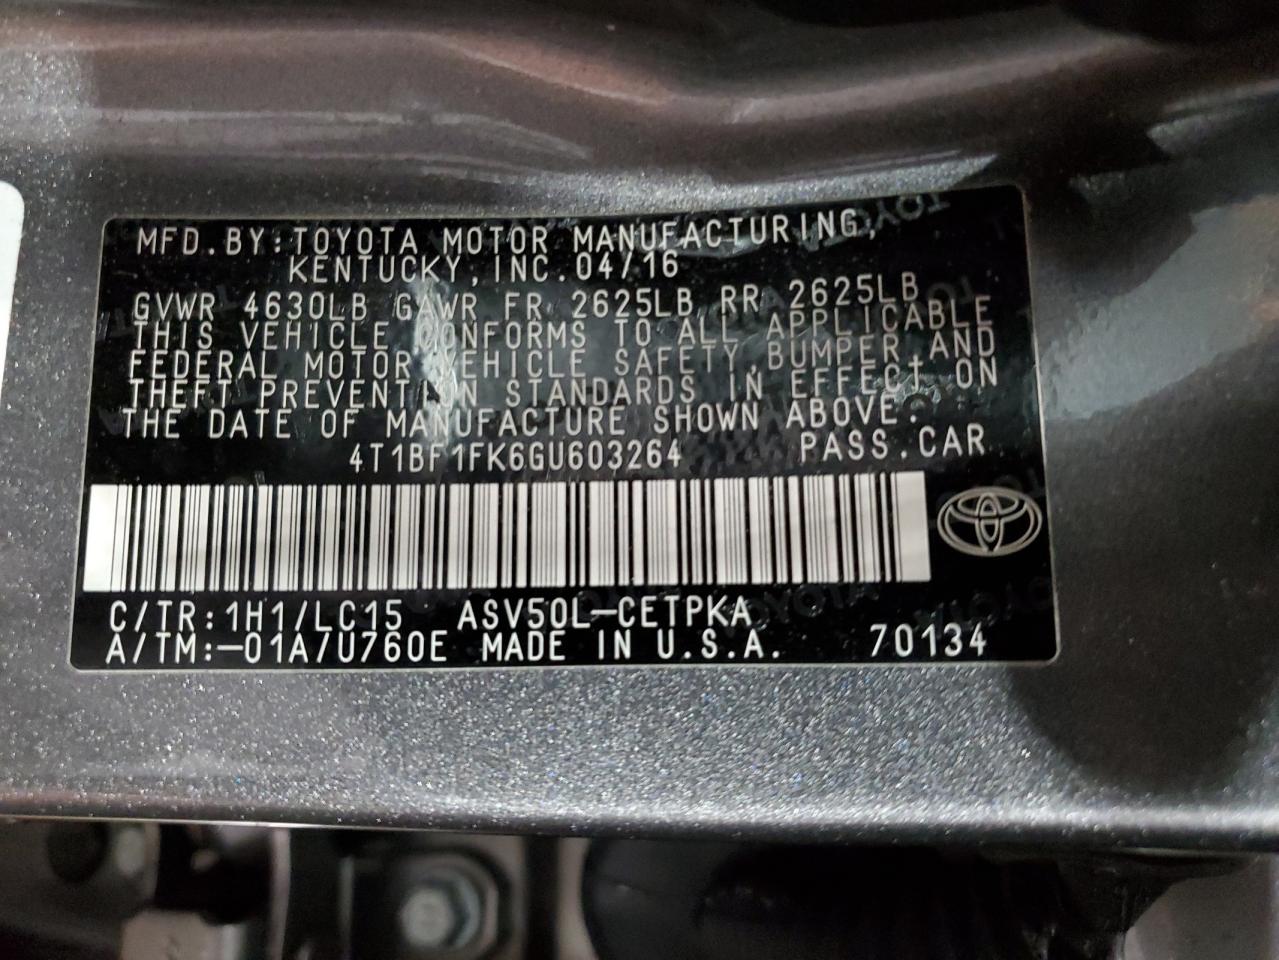 MFD.BY:TOYOTA MOTOR MANUFACTURING,
KENTUCKY,INC.04/16
GVWR 4630LB GAWR FR 2625LB RR 2625LB
THIS VEHICLE CONFORMS TO ALL APPLICABLE
FEDERAL MOTOR VEHICLE SAFETY,BUMPER,AND
THEFT PREVENTION STANDARDS IN EFFECT ON
THE DATE OF MANUFACTURE SHOWN ABOVE.
4T1BF1FK6GU603264 PASS.CAR
C/TR:1H1/LC15 ASV50L-CETPKA
A/TM:-01A/U760E MADE IN U.S.A. 70134